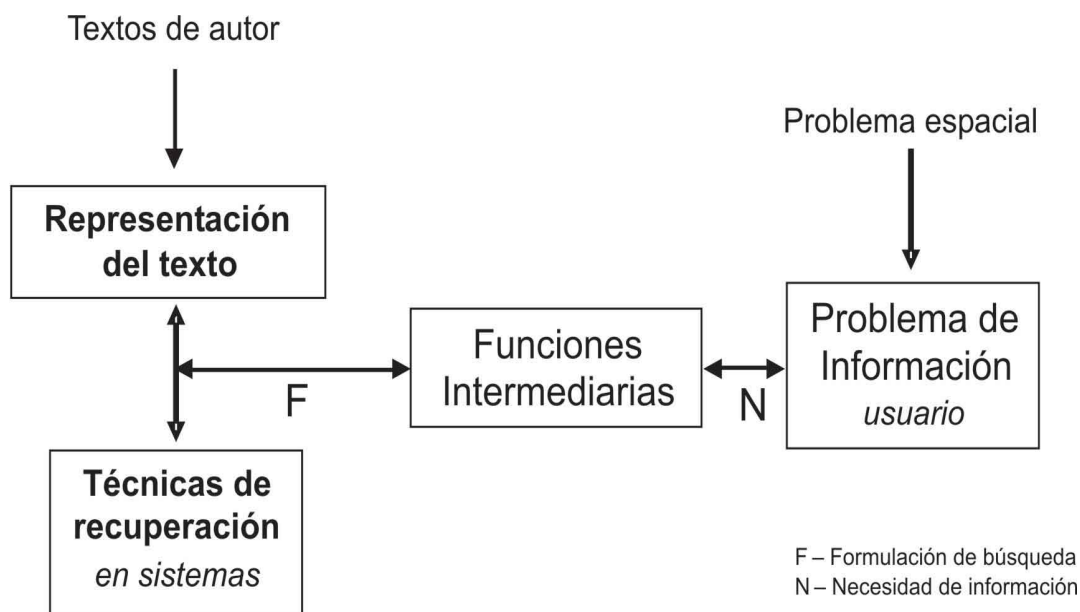 Textos de autor
Problema espacial
Representación
del texto
Funciones
Intermediarias
Problema de
Información
usuario
F
N
Técnicas de
recuperación
en sistemas
F – Formulación de búsqueda
N – Necesidad de información